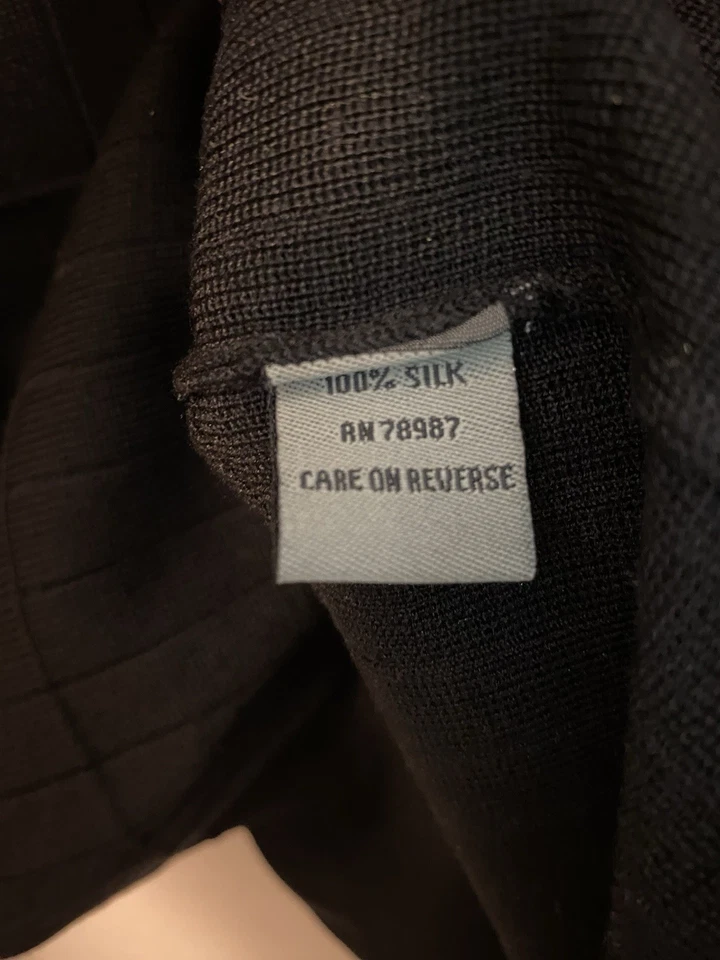 100% SILK
RN 78987
CARE ON REVERSE